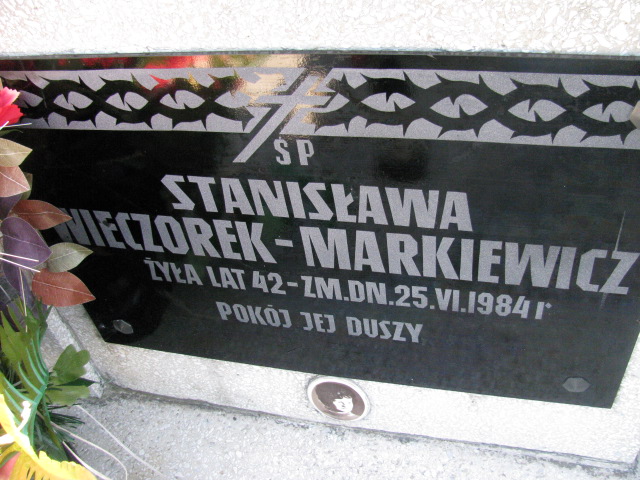 ŚP
STANISŁAWA
WIECZOREK-MARKIEWICZ
ŻYŁA LAT 42-ZM.DN.25.VI.1984 r
POKÓJ JEJ DUSZY